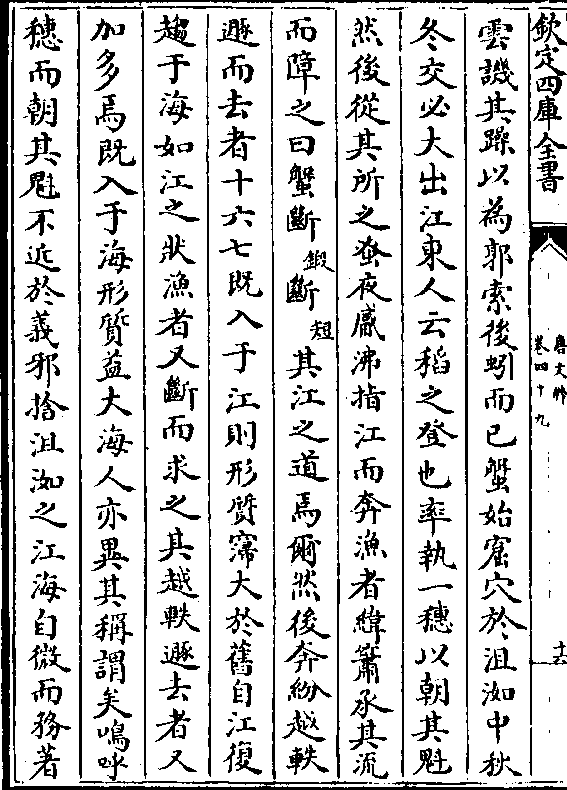 欽定四庫全書
唐文粹
卷四十九
十六
雲譏其躁以為郭索後蚓而已蟹始窟穴於沮洳中秋
冬交必大出江東人云稻之登也率執一穗以朝其魁
然後從其所之蚤夜觱沸指江而奔漁者緯簫承其流
而障之曰蟹斷鍛斷短其江之道焉爾然後奔紛越軼
遯而去者十六七既入于江則形質寖大於舊自江復
趨于海如江之狀漁者又斷而求之其越軼遯去者又
加多焉既入于海形質益大海人亦異其稱謂矣嗚呼
穗而朝其魁不近於義邪捨沮洳之江海自微而務著